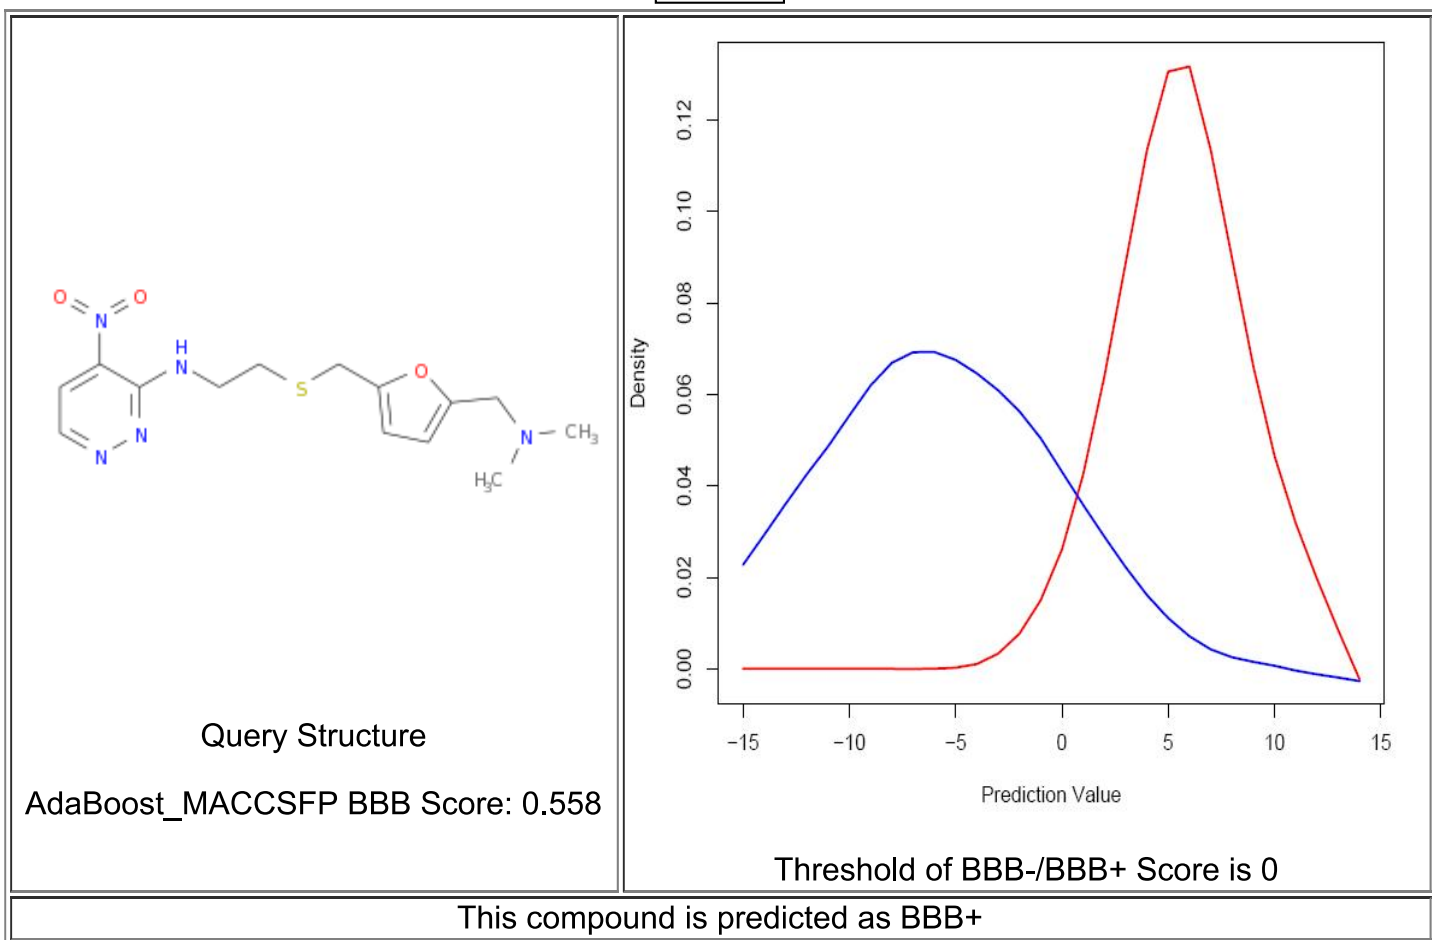 O O
N
H
N
N
N
S
O
N
CH3
H3C
Query Structure
AdaBoost_MACCSFP BBB Score: 0.558
0.12
0.10
0.08
0.06
0.04
0.02
0.00
Density
−15 −10 −5 0 5 10 15
Prediction Value
Threshold of BBB-/BBB+ Score is 0
This compound is predicted as BBB+